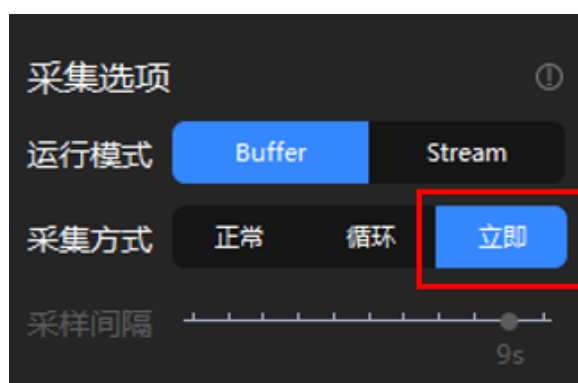 采集选项
运行模式 Buffer Stream
采集方式 正常 循环 立即
采样间隔
9s